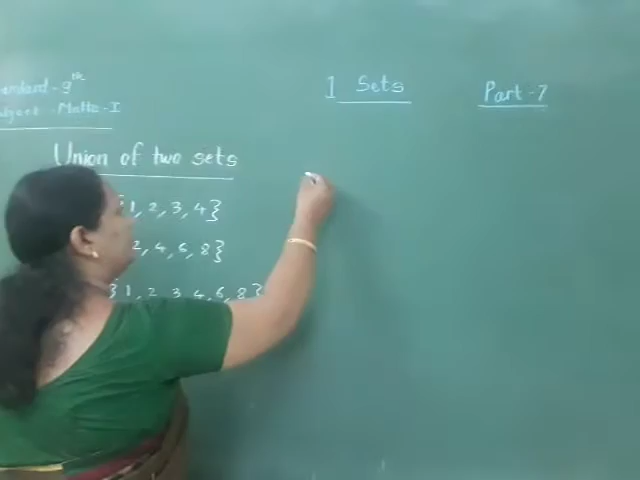 Standard - 9th
Subject - Maths - I
1 Sets
Part - 7
Union of two sets
1, 2, 3, 4}
2, 4, 6, 8}
{1, 2, 3, 4, 6, 8}